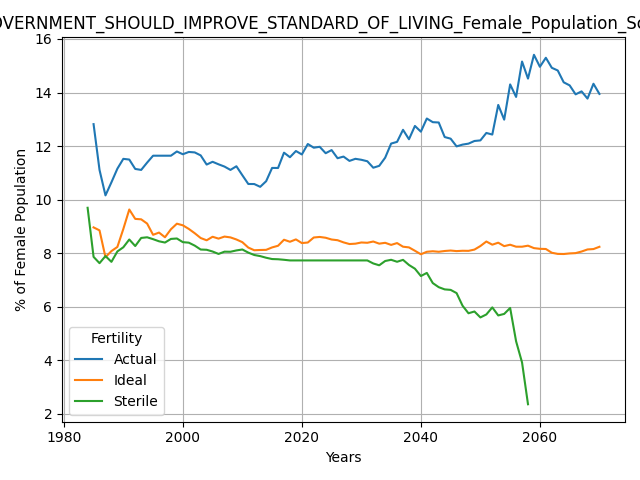 OVERNMENT_SHOULD_IMPROVE_STANDARD_OF_LIVING_Female_Population_Sc
16
14
12
10
8
6
4
2
% of Female Population
Fertility
Actual
Ideal
Sterile
1980 2000 2020 2040 2060
Years